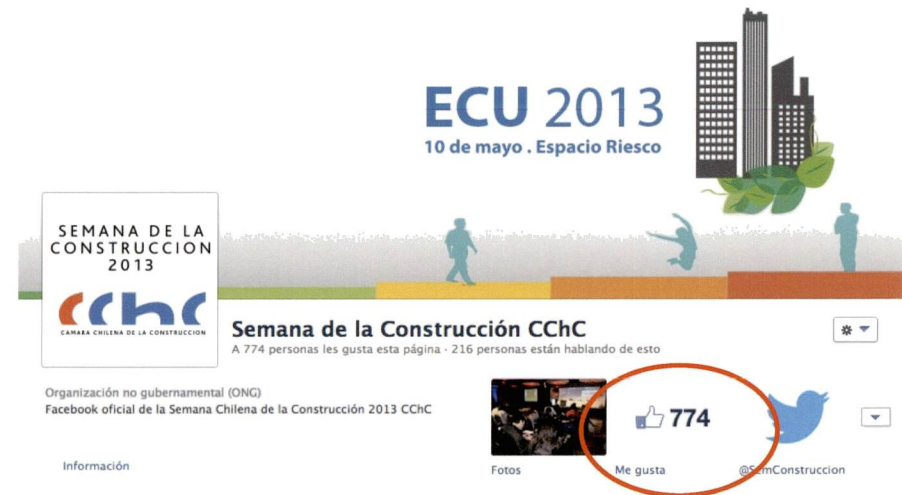 ECU 2013
10 de mayo . Espacio Riesco
SEMANA DE LA
CONSTRUCCION
2013
CChC
CAMARA CHILENA DE LA CONSTRUCCION
Semana de la Construcción CChC
A 774 personas les gusta esta página · 216 personas están hablando de esto
Organización no gubernamental (ONG)
Facebook oficial de la Semana Chilena de la Construcción 2013 CChC
774
Información
Fotos
Me gusta
@SemConstruccion